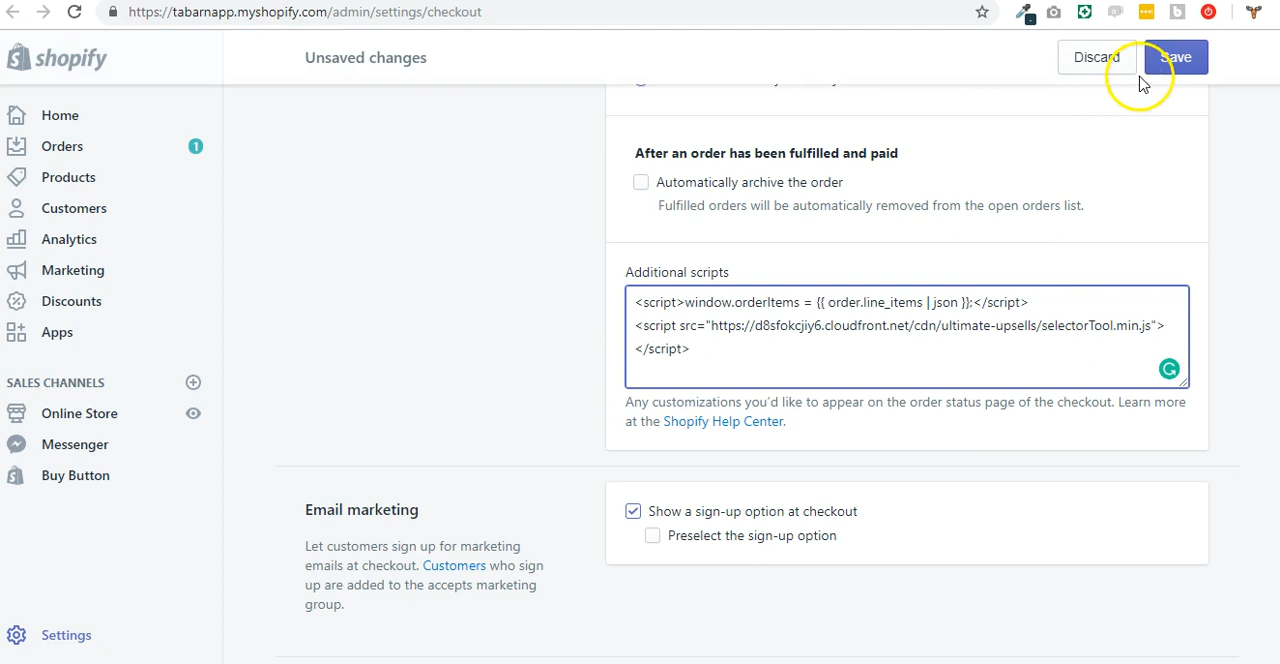 https://tabarnapp.myshopify.com/admin/settings/checkout
shopify
Unsaved changes
Discard
Save
Home
Orders
1
Products
Customers
Analytics
Marketing
Discounts
Apps
SALES CHANNELS
Online Store
Messenger
Buy Button
Settings
After an order has been fulfilled and paid
Automatically archive the order
Fulfilled orders will be automatically removed from the open orders list.
Additional scripts
<script>window.orderItems = {{ order.line_items | json }};</script>
<script src="https://d8sfokcjiy6.cloudfront.net/cdn/ultimate-upsells/selectorTool.min.js">
</script>
Any customizations you'd like to appear on the order status page of the checkout. Learn more
at the Shopify Help Center.
Email marketing
Let customers sign up for marketing
emails at checkout. Customers who sign
up are added to the accepts marketing
group.
Show a sign-up option at checkout
Preselect the sign-up option